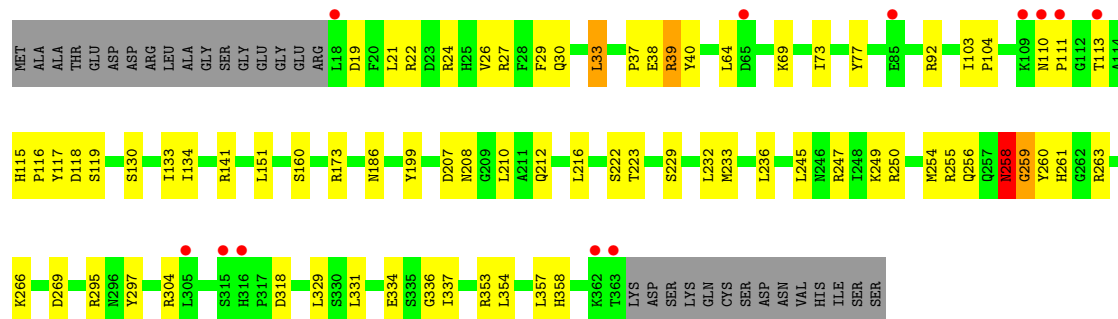 MET ALA ALA THR GLU ASP ASP ARG LEU ALA GLY SER GLY GLU GLY GLU ARG L18 D19 F20 L21 R22 D23 R24 H25 V26 R27 F28 F29 Q30 L33 P37 E38 R39 Y40 L64 D65 K69 I73 Y77 E85 R92 I103 P104 K109 N110 P111 G112 T113 A114
H115 P116 Y117 D118 S119 S130 I133 I134 R141 L151 S160 R173 N186 Y199 D207 N208 G209 L210 A211 Q212 L216 S222 T223 S229 L232 M233 L236 L245 N246 R247 I248 K249 R250 M254 R255 Q256 Q257 N258 G259 Y260 H261 G262 R263
K266 D269 R295 N296 Y297 R304 L305 S315 H316 P317 D318 L329 S330 L331 E334 S335 G336 I337 R353 L354 L357 H358 K362 T363 LYS ASP SER LYS GLN CYS SER ASP ASN VAL HIS ILE SER SER